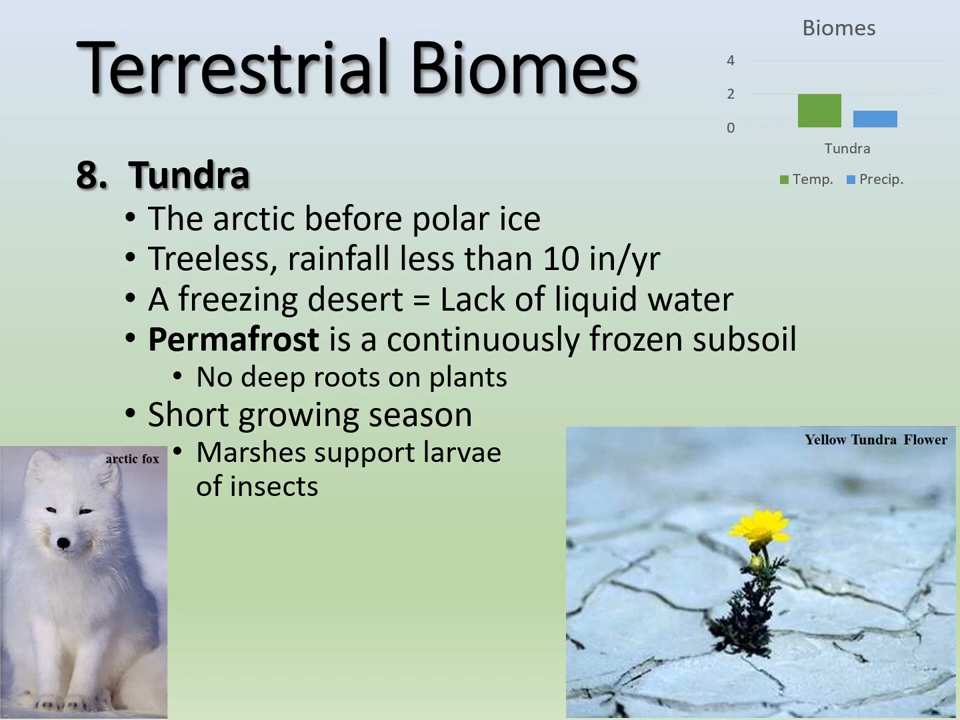 Terrestrial Biomes
Biomes
4
2
0
Tundra
Temp. Precip.
8. Tundra
• The arctic before polar ice
• Treeless, rainfall less than 10 in/yr
• A freezing desert = Lack of liquid water
• Permafrost is a continuously frozen subsoil
• No deep roots on plants
• Short growing season
• Marshes support larvae
of insects
arctic fox
Yellow Tundra Flower